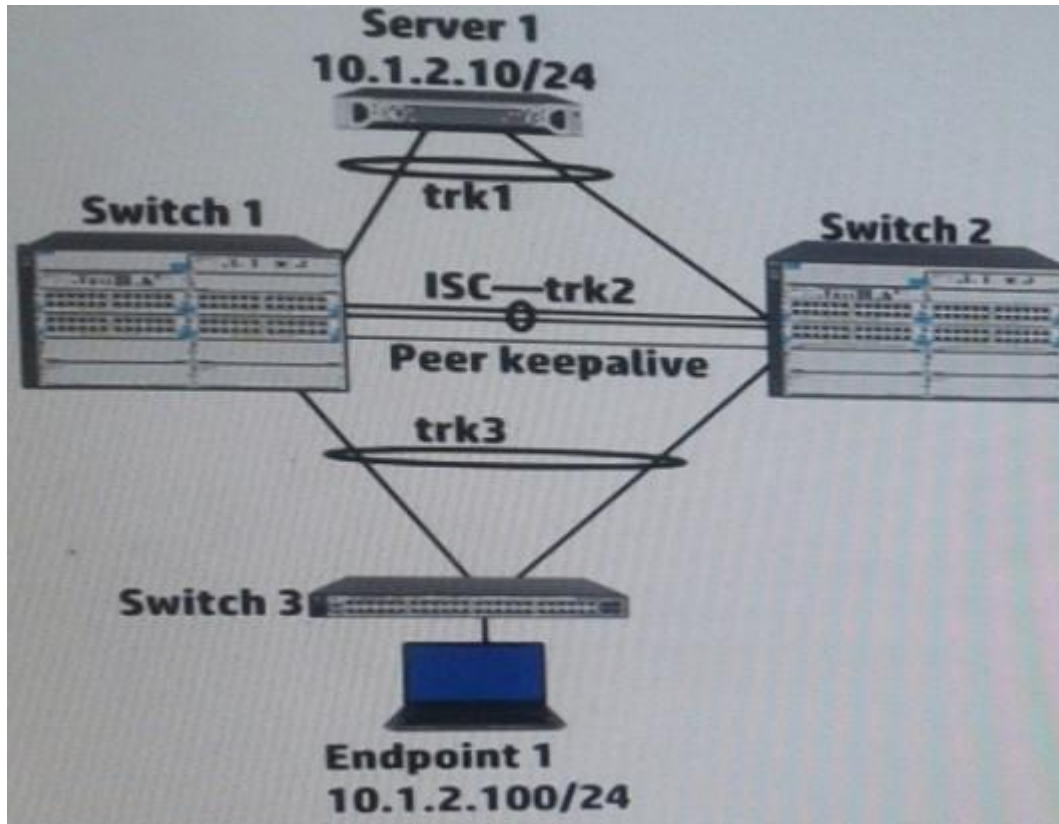 Server 1
10.1.2.10/24
trk1
Switch 1
Switch 2
ISC—trk2
Peer keepalive
trk3
Switch 3
Endpoint 1
10.1.2.100/24